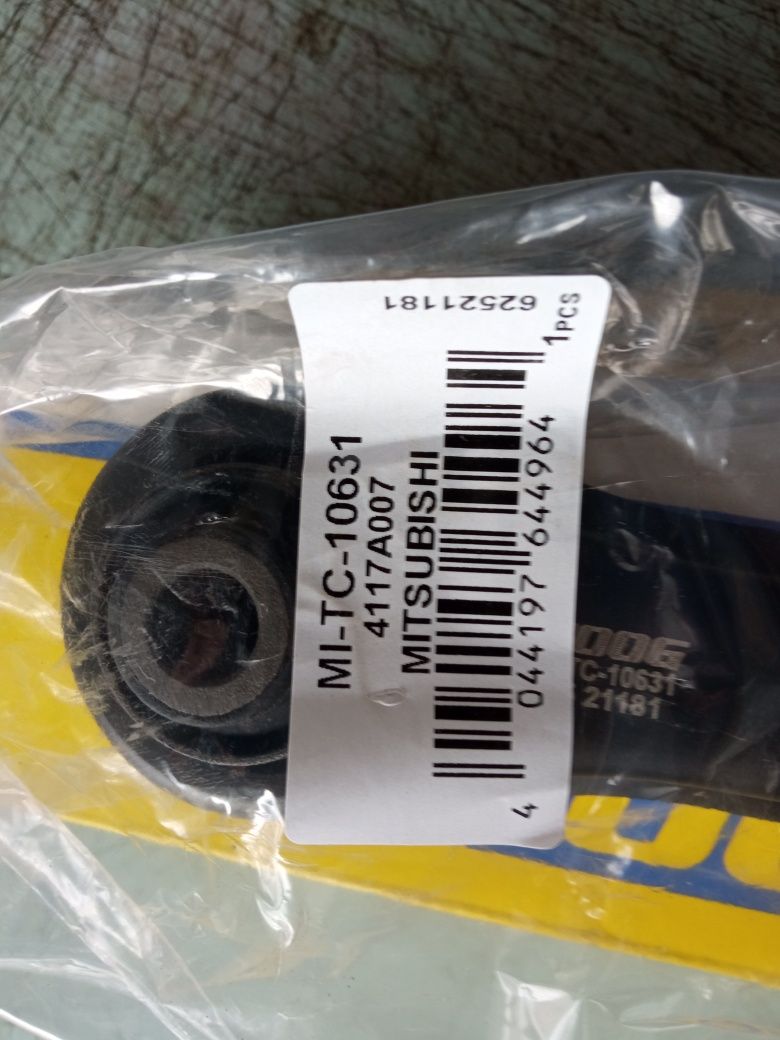 MI-TC-10631
4117A007
MITSUBISHI
4 044197 644964
1PCS
62521181
TC-10631
21181